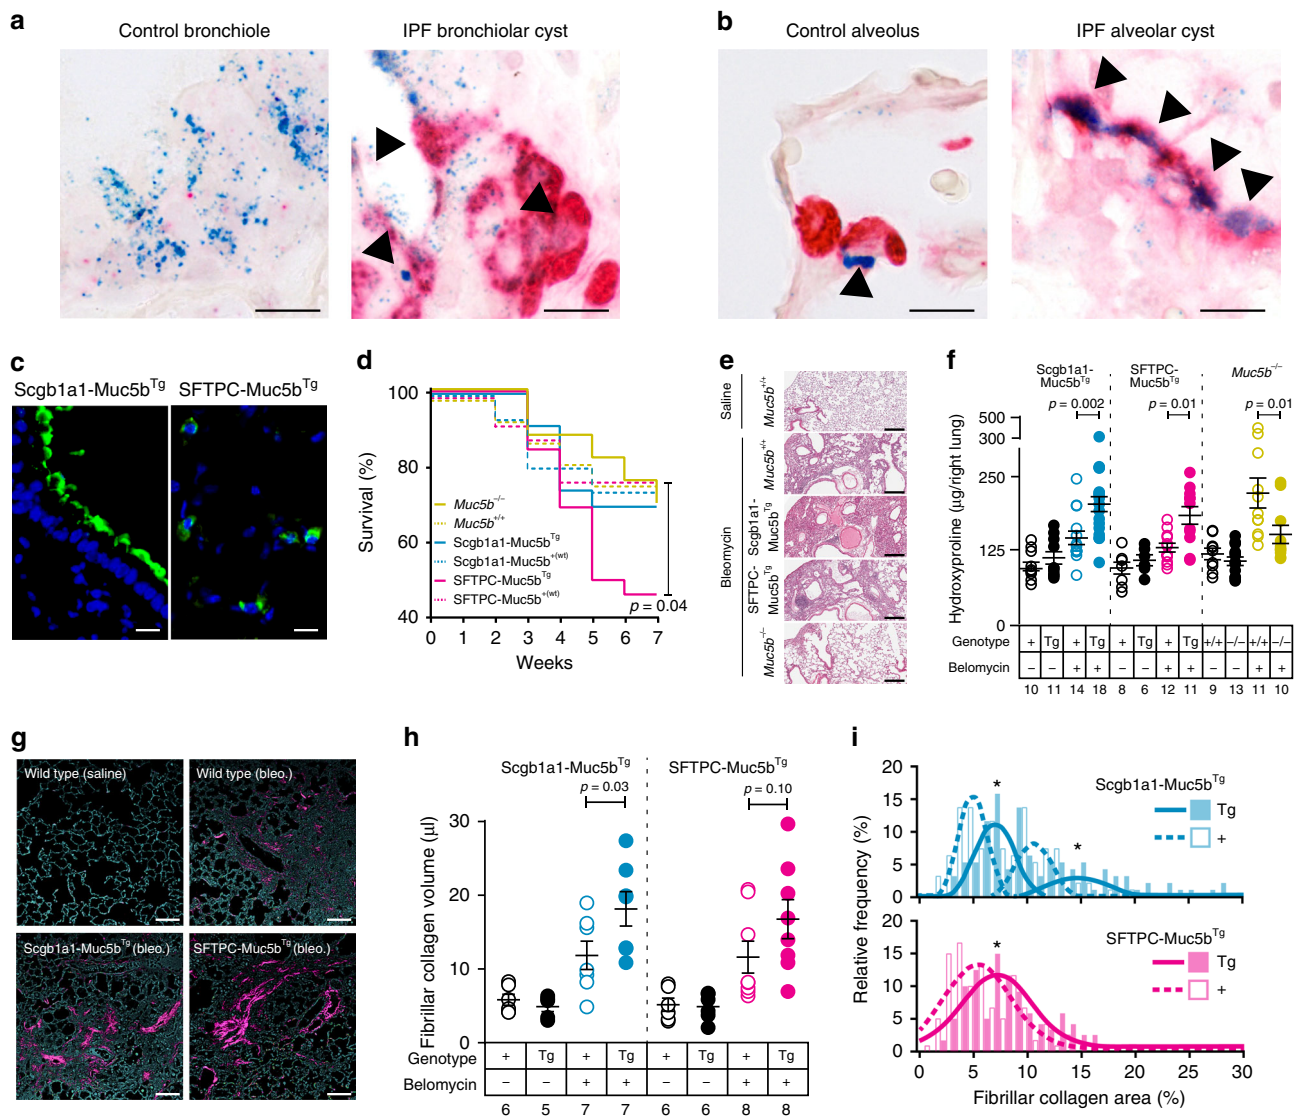 a
Control bronchiole
IPF bronchiolar cyst
b
Control alveolus
IPF alveolar cyst
c
Scgb1a1-Muc5bTg
SFTPC-Muc5bTg
d
Survival (%)
100
80
60
40
0 1 2 3 4 5 6 7
Weeks
Muc5b−/−
Muc5b+/+
Scgb1a1-Muc5bTg
Scgb1a1-Muc5b+(wt)
SFTPC-Muc5bTg
SFTPC-Muc5b+(wt)
p = 0.04
e
Saline
Bleomycin
Muc5b+/+
Muc5b+/+
Scgb1a1-
Muc5bTg
SFTPC-
Muc5bTg
Muc5b−/−
f
Scgb1a1-
Muc5bTg
SFTPC-
Muc5bTg
Muc5b−/−
p = 0.002
p = 0.01
p = 0.01
Hydroxyproline (µg/right lung)
500
300
250
125
0
Genotype + Tg + Tg + Tg + Tg +/+ −/− +/+ −/−
Belomycin − − + + − − + + − − + +
10 11 14 18 8 6 12 11 9 13 11 10
g
Wild type (saline)
Wild type (bleo.)
Scgb1a1-Muc5bTg (bleo.)
SFTPC-Muc5bTg (bleo.)
h
Scgb1a1-Muc5bTg
SFTPC-Muc5bTg
p = 0.03
p = 0.10
Fibrillar collagen volume (µl)
30
20
10
0
Genotype + Tg + Tg + Tg + Tg
Belomycin − − + + − − + +
6 5 7 7 6 6 8 8
i
Relative frequency (%)
20
15
10
5
0
Scgb1a1-Muc5bTg
Tg
+
*
*
20
15
10
5
0
SFTPC-Muc5bTg
Tg
+
*
0 5 10 15 20 25 30
Fibrillar collagen area (%)